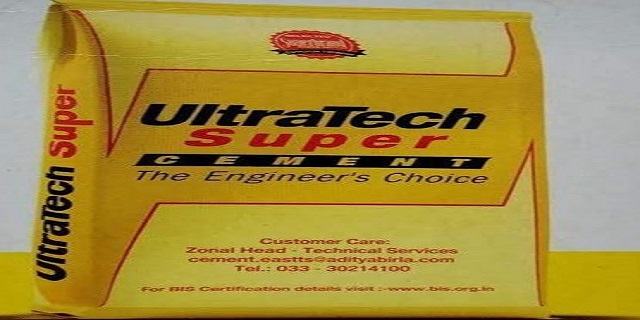 UltraTech
Super
CEMENT
The Engineer's Choice
UltraTech Super
Customer Care:
Zonal Head - Technical Services
cement.eastts@adityabirla.com
Tel.: 033 - 30214100
For BIS Certification details visit :-www.bis.org.in